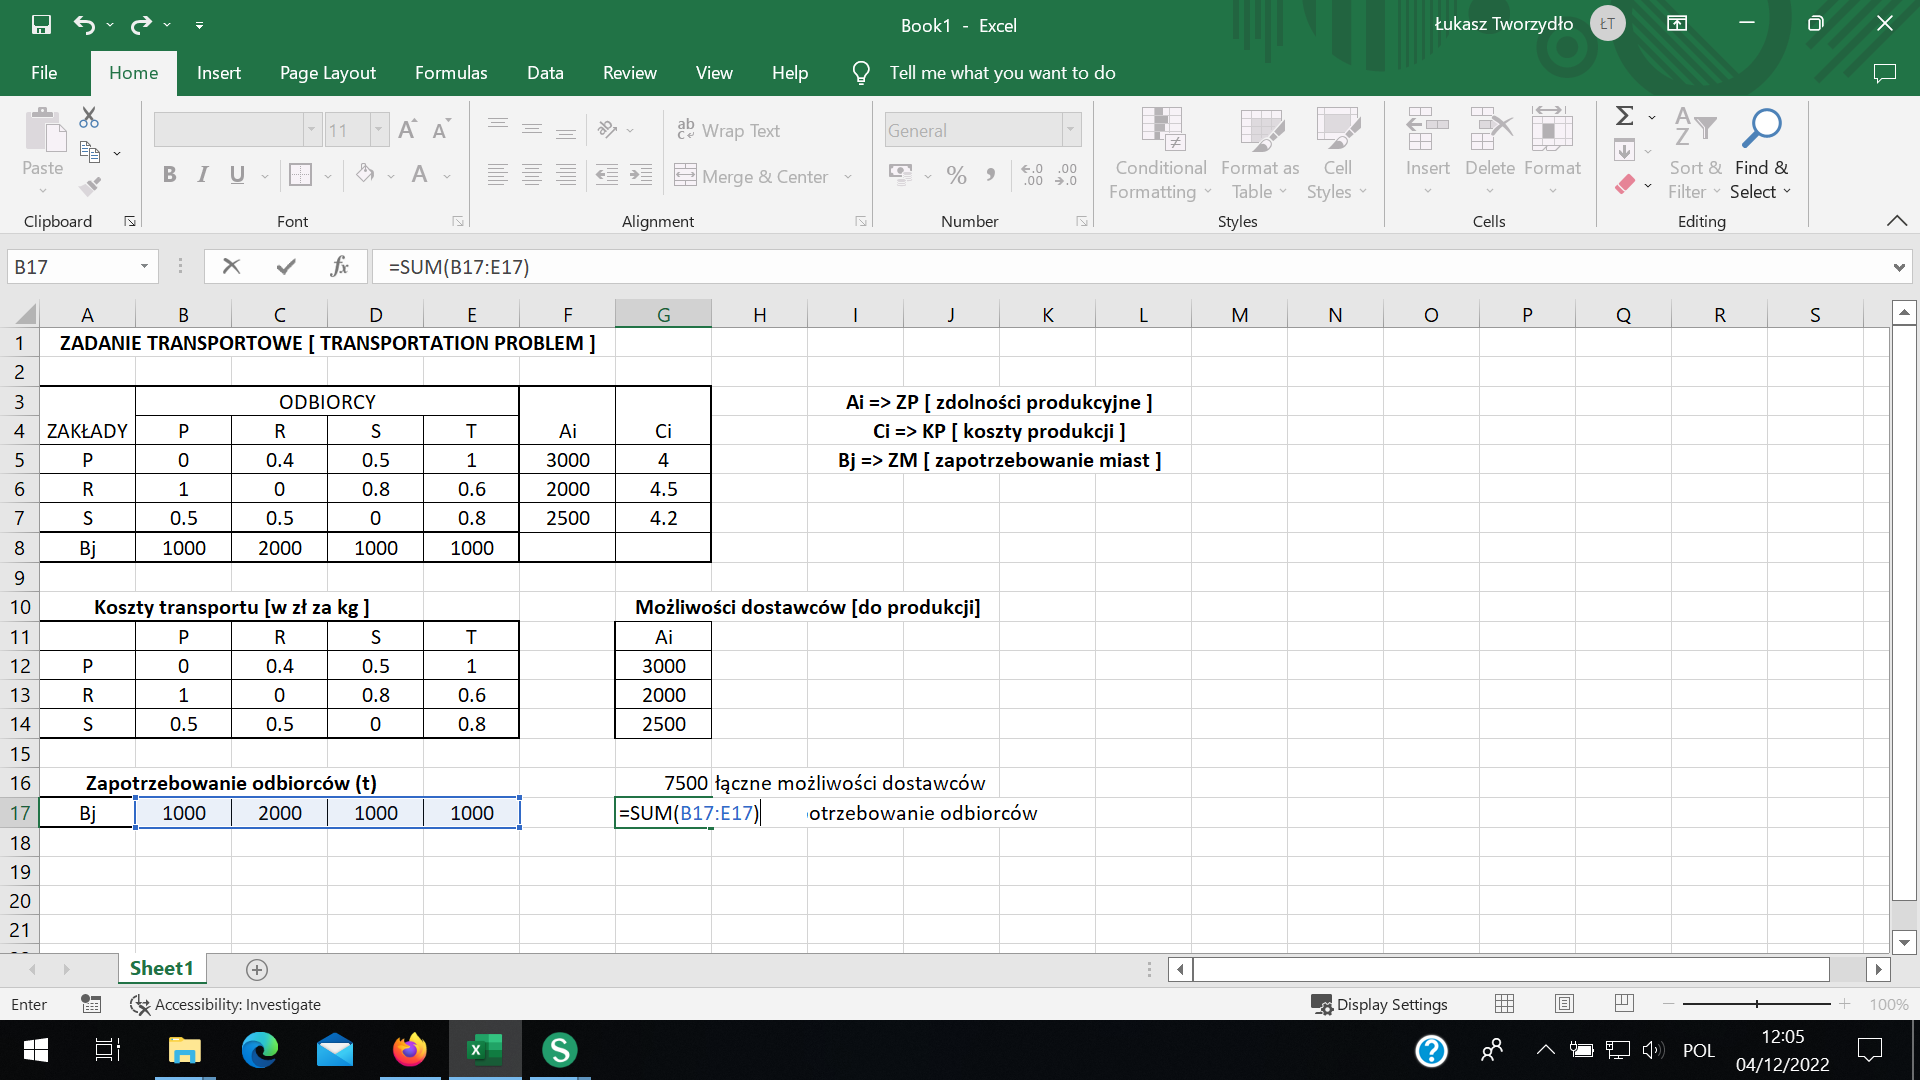 Book1 - Excel
Łukasz Tworzydło ŁT
File Home Insert Page Layout Formulas Data Review View Help Tell me what you want to do
11 A A ab Wrap Text General
Paste B I U A Merge & Center % , .0 .00 .00 .0
Conditional Formatting Format as Table Cell Styles Insert Delete Format Sort & Filter Find & Select
Clipboard Font Alignment Number Styles Cells Editing
B17 fx =SUM(B17:E17)
A B C D E F G H I J K L M N O P Q R S
1 ZADANIE TRANSPORTOWE [ TRANSPORTATION PROBLEM ]
2
3 ODBIORCY Ai => ZP [ zdolności produkcyjne ]
4 ZAKŁADY P R S T Ai Ci Ci => KP [ koszty produkcji ]
5 P 0 0.4 0.5 1 3000 4 Bj => ZM [ zapotrzebowanie miast ]
6 R 1 0 0.8 0.6 2000 4.5
7 S 0.5 0.5 0 0.8 2500 4.2
8 Bj 1000 2000 1000 1000
9
10 Koszty transportu [w zł za kg ] Możliwości dostawców [do produkcji]
11 P R S T Ai
12 P 0 0.4 0.5 1 3000
13 R 1 0 0.8 0.6 2000
14 S 0.5 0.5 0 0.8 2500
15
16 Zapotrzebowanie odbiorców (t) 7500 łączne możliwości dostawców
17 Bj 1000 2000 1000 1000 =SUM(B17:E17) otrzebowanie odbiorców
18
19
20
21
Sheet1
Enter Accessibility: Investigate Display Settings 100%
POL 12:05
04/12/2022